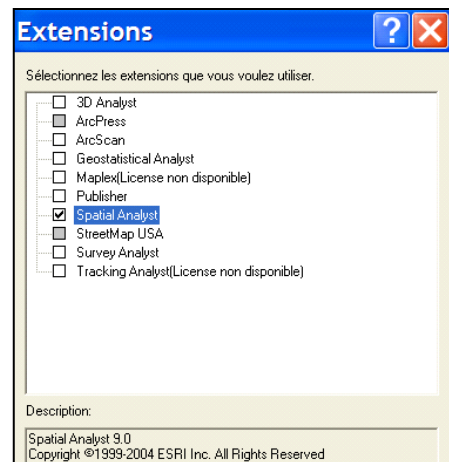 Extensions
Sélectionnez les extensions que vous voulez utiliser.
3D Analyst
ArcPress
ArcScan
Geostatistical Analyst
Maplex(License non disponible)
Publisher
Spatial Analyst
StreetMap USA
Survey Analyst
Tracking Analyst(License non disponible)
Description:
Spatial Analyst 9.0
Copyright ©1999-2004 ESRI Inc. All Rights Reserved